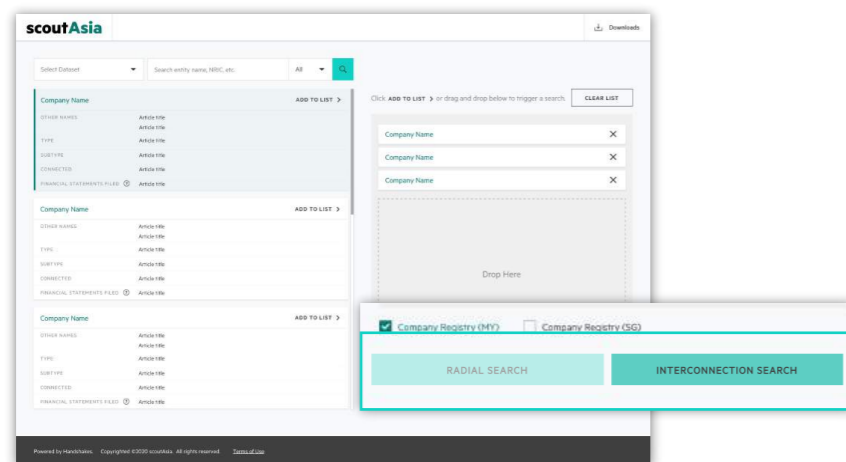 scoutAsia
Downloads
Select Dataset
Search entity name, NRIC, etc.
All
Click ADD TO LIST > or drag and drop below to trigger a search.
CLEAR LIST
Company Name
ADD TO LIST >
OTHER NAMES Article title
Article title
TYPE Article title
SUBTYPE Article title
CONNECTED Article title
FINANCIAL STATEMENTS FILED Article title
Company Name
Company Name
Company Name
Drop Here
Company Name
ADD TO LIST >
OTHER NAMES Article title
Article title
TYPE Article title
SUBTYPE Article title
CONNECTED Article title
FINANCIAL STATEMENTS FILED Article title
Company Name
ADD TO LIST >
OTHER NAMES Article title
Article title
TYPE Article title
SUBTYPE Article title
CONNECTED Article title
FINANCIAL STATEMENTS FILED Article title
Company Registry (MY) Company Registry (SG)
RADIAL SEARCH INTERCONNECTION SEARCH
Powered by Handshakes. Copyrighted ©2020 scoutAsia. All rights reserved. Terms of Use